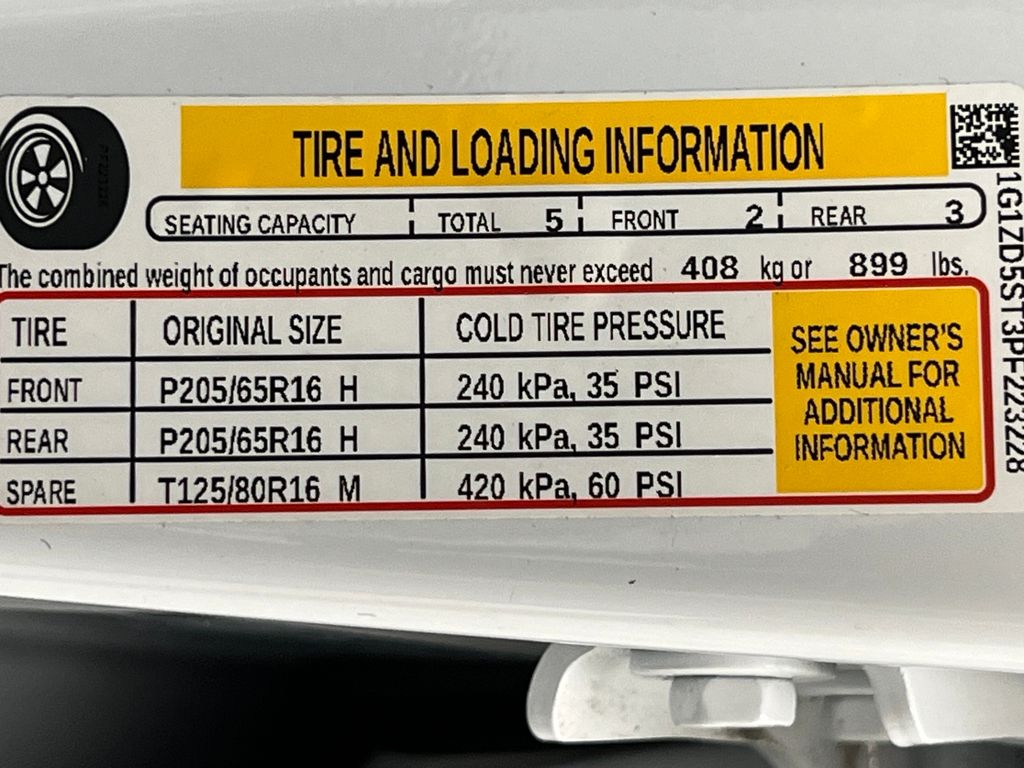 TIRE AND LOADING INFORMATION
SEATING CAPACITY TOTAL 5 FRONT 2 REAR 3
The combined weight of occupants and cargo must never exceed 408 kg or 899 lbs.
TIRE ORIGINAL SIZE COLD TIRE PRESSURE
FRONT P205/65R16 H 240 kPa, 35 PSI
REAR P205/65R16 H 240 kPa, 35 PSI
SPARE T125/80R16 M 420 kPa, 60 PSI
SEE OWNER'S
MANUAL FOR
ADDITIONAL
INFORMATION
1G1ZD5ST3PF223228